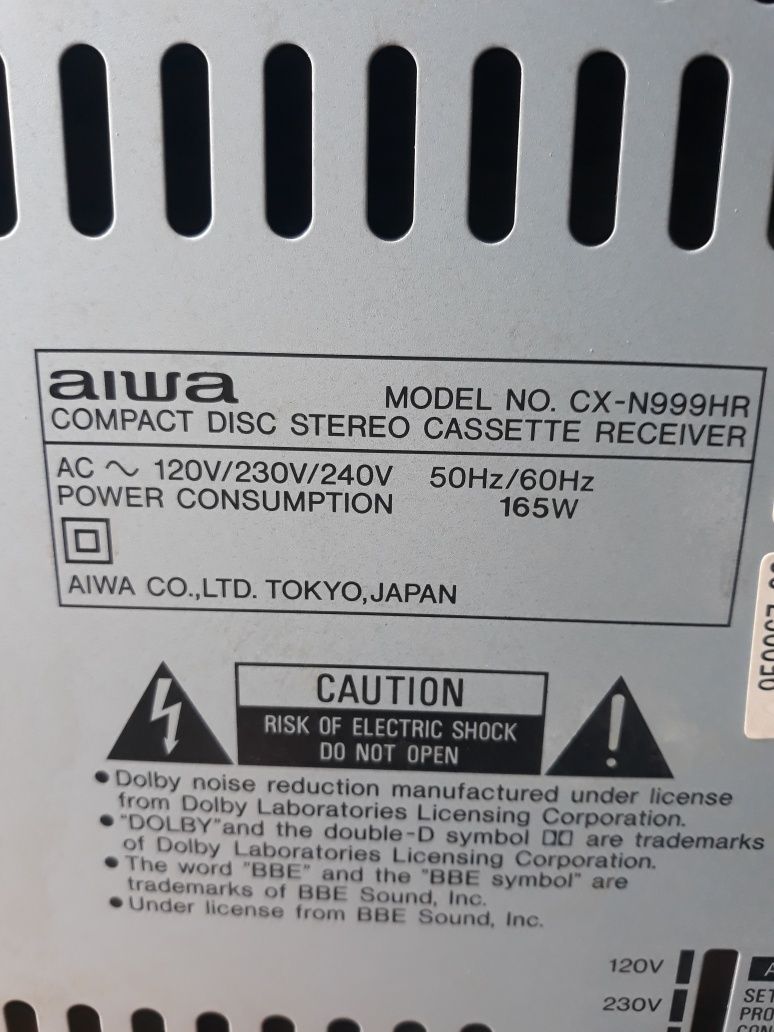 aiwa MODEL NO. CX-N999HR
COMPACT DISC STEREO CASSETTE RECEIVER
AC ～ 120V/230V/240V 50Hz/60Hz
POWER CONSUMPTION 165W
AIWA CO.,LTD. TOKYO,JAPAN
CAUTION
RISK OF ELECTRIC SHOCK
DO NOT OPEN
●Dolby noise reduction manufactured under license
from Dolby Laboratories Licensing Corporation.
●"DOLBY"and the double-D symbol are trademarks
of Dolby Laboratories Licensing Corporation.
●The word "BBE" and the "BBE symbol" are
trademarks of BBE Sound, Inc.
●Under license from BBE Sound, Inc.
120V
230V
SET
PRO